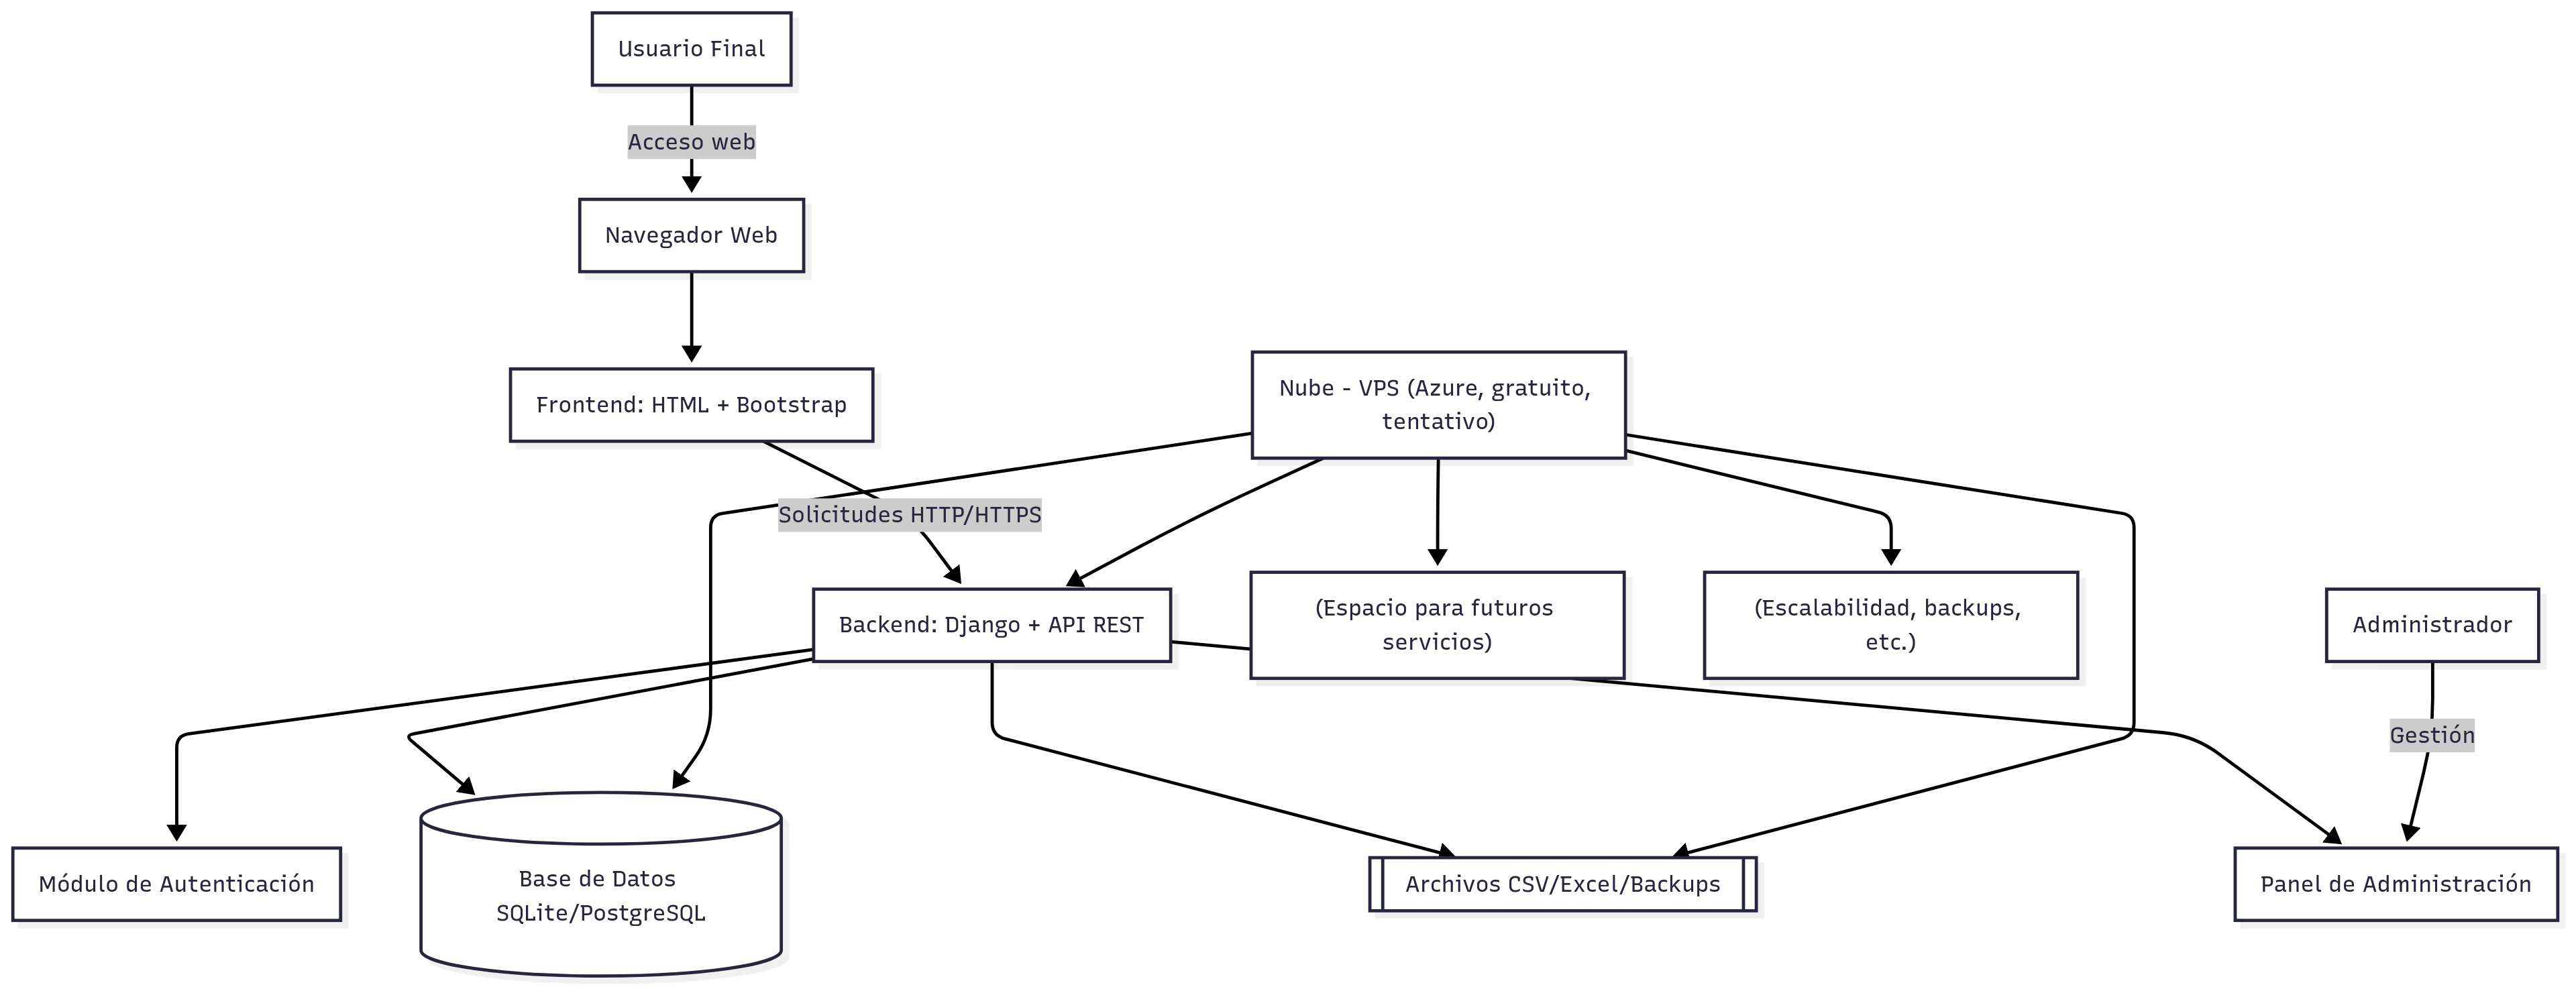 Usuario Final
Acceso web
Navegador Web
Frontend: HTML + Bootstrap
Nube - VPS (Azure, gratuito,
tentativo)
Solicitudes HTTP/HTTPS
Backend: Django + API REST
(Espacio para futuros
servicios)
(Escalabilidad, backups,
etc.)
Administrador
Gestión
Módulo de Autenticación
Base de Datos
SQLite/PostgreSQL
Archivos CSV/Excel/Backups
Panel de Administración